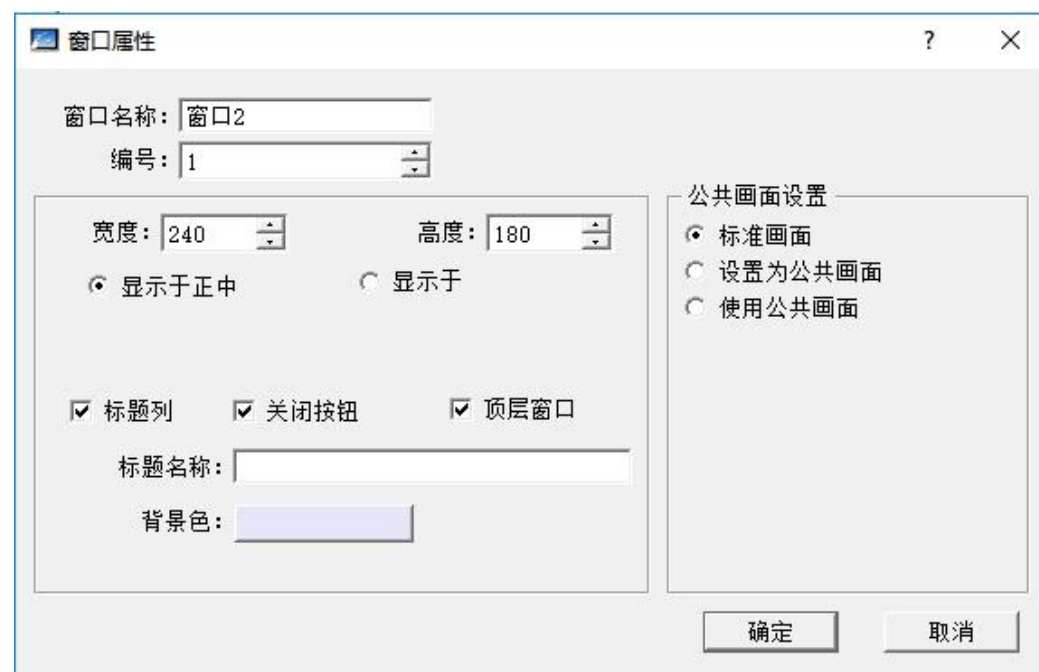 窗口属性
窗口名称: 窗口2
编号: 1
宽度: 240 高度: 180
显示于正中 显示于
标题列 关闭按钮 顶层窗口
标题名称:
背景色:
公共画面设置
标准画面
设置为公共画面
使用公共画面
确定 取消